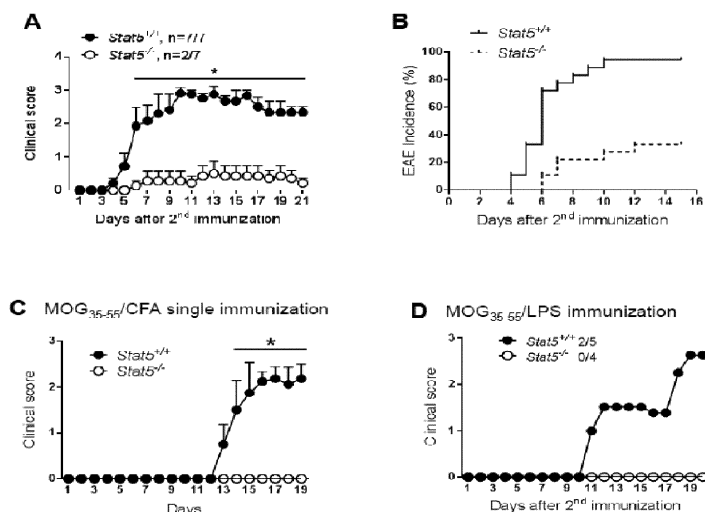 A
Stat5+/+, n=7/7
Stat5-/-, n=2/7
*
Clinical score
4
3
2
1
0
1 3 5 7 9 11 13 15 17 19 21
Days after 2nd immunization
B
Stat5+/+
Stat5-/-
EAE Incidence (%)
100
80
60
40
20
0
0 2 4 6 8 10 12 14 16
Days after 2nd immunization
C MOG35-55/CFA single immunization
Stat5+/+
Stat5-/-
*
Clinical score
3
2
1
0
1 3 5 7 9 11 13 15 17 19
Days
D MOG35-55/LPS immunization
Stat5+/+ 2/5
Stat5-/- 0/4
Clinical score
3
2
1
0
1 3 5 7 9 11 13 15 17 19
Days after 2nd immunization